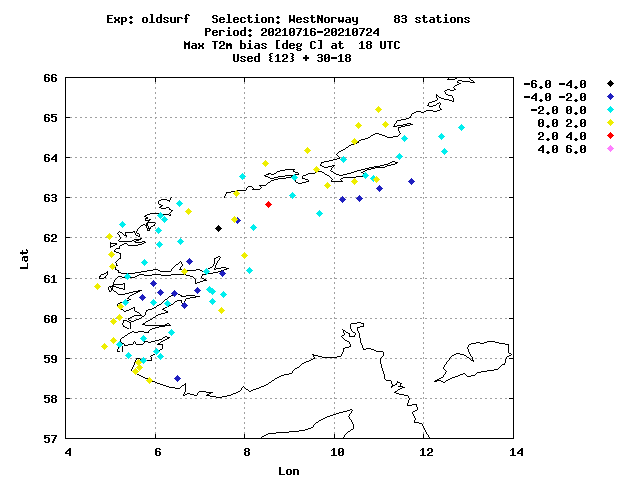 Exp: oldsurf Selection: WestNorway 83 stations
Period: 20210716-20210724
Max T2m bias [deg C] at 18 UTC
Used {12} + 30-18
66
65
64
63
62
61
60
59
58
57
4 6 8 10 12 14
Lat
Lon
-6.0 -4.0
-4.0 -2.0
-2.0 0.0
0.0 2.0
2.0 4.0
4.0 6.0